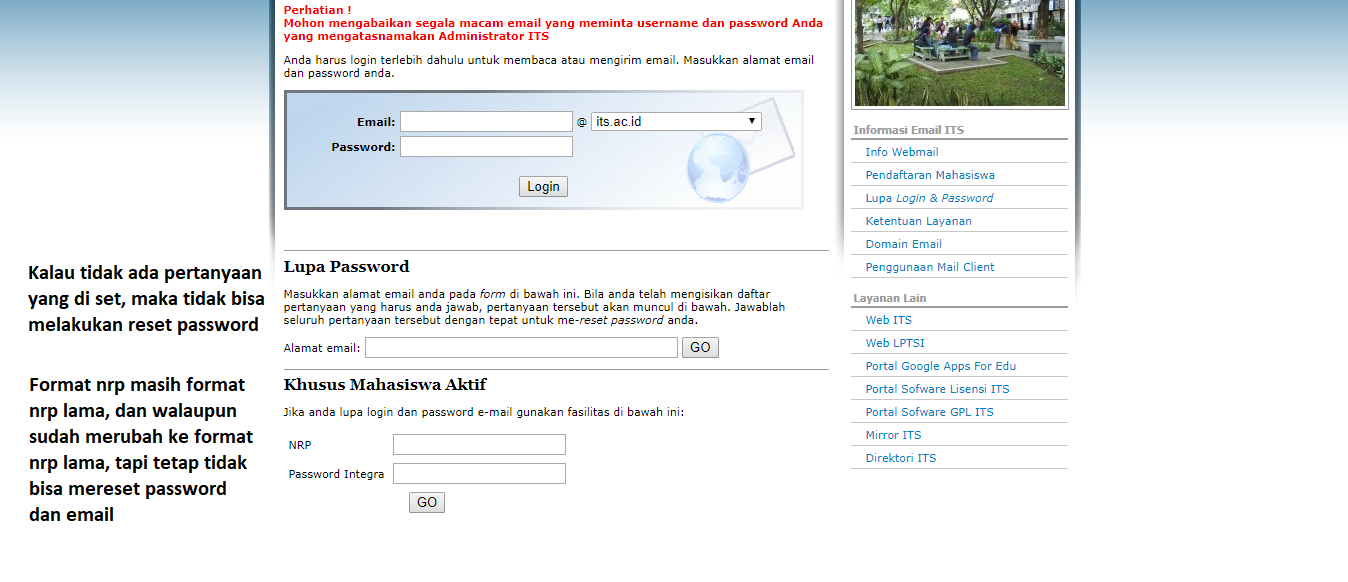 Perhatian !
Mohon mengabaikan segala macam email yang meminta username dan password Anda
yang mengatasnamakan Administrator ITS
Anda harus login terlebih dahulu untuk membaca atau mengirim email. Masukkan alamat email
dan password anda.
Email: @ its.ac.id
Password:
Login
Kalau tidak ada pertanyaan
yang di set, maka tidak bisa
melakukan reset password
Format nrp masih format
nrp lama, dan walaupun
sudah merubah ke format
nrp lama, tapi tetap tidak
bisa mereset password
dan email
Lupa Password
Masukkan alamat email anda pada form di bawah ini. Bila anda telah mengisikan daftar
pertanyaan yang harus anda jawab, pertanyaan tersebut akan muncul di bawah. Jawablah
seluruh pertanyaan tersebut dengan tepat untuk me-reset password anda.
Alamat email: GO
Khusus Mahasiswa Aktif
Jika anda lupa login dan password e-mail gunakan fasilitas di bawah ini:
NRP
Password Integra
GO
Informasi Email ITS
Info Webmail
Pendaftaran Mahasiswa
Lupa Login & Password
Ketentuan Layanan
Domain Email
Penggunaan Mail Client
Layanan Lain
Web ITS
Web LPTSI
Portal Google Apps For Edu
Portal Sofware Lisensi ITS
Portal Sofware GPL ITS
Mirror ITS
Direktori ITS